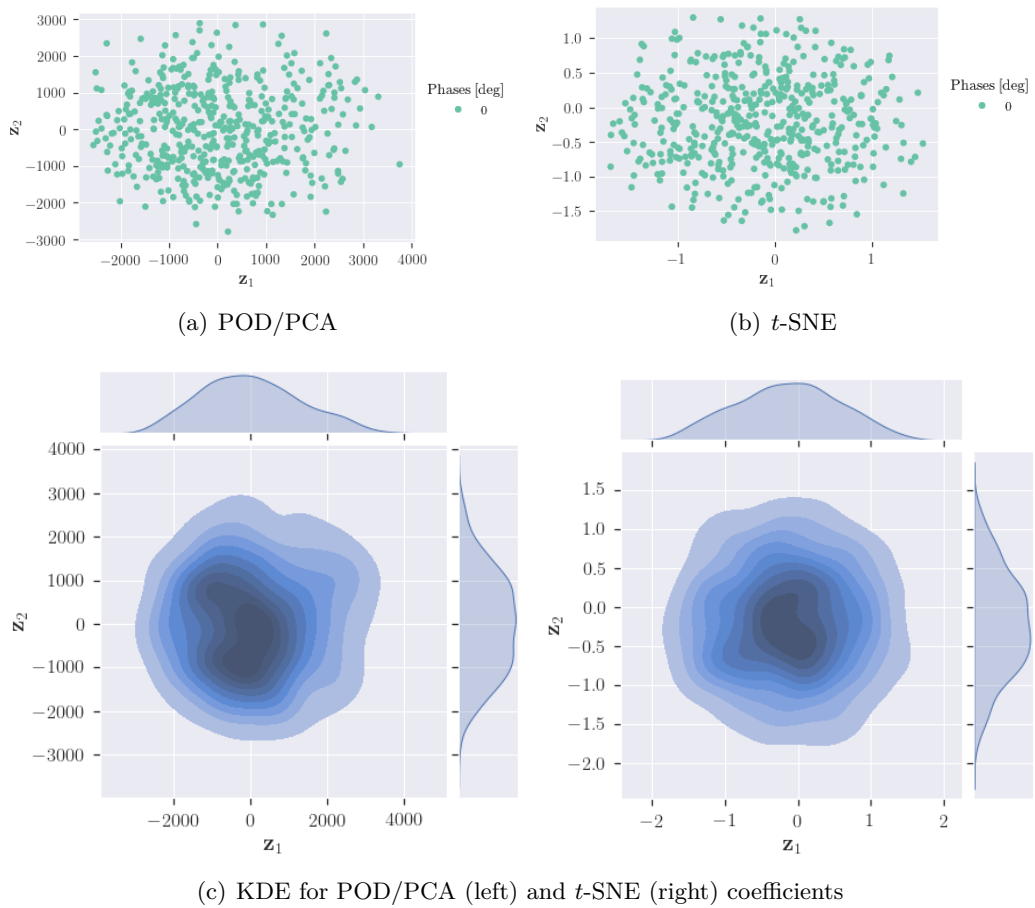 3000
2000
1000
0
−1000
−2000
−3000
z₂
−2000 −1000 0 1000 2000 3000 4000
z₁
Phases [deg]
0
(a) POD/PCA
1.0
0.5
0.0
−0.5
−1.0
−1.5
z₂
−1 0 1
z₁
Phases [deg]
0
(b) t-SNE
4000
3000
2000
1000
0
−1000
−2000
−3000
z₂
−2000 0 2000 4000
z₁
1.5
1.0
0.5
0.0
−0.5
−1.0
−1.5
−2.0
z₂
−2 −1 0 1 2
z₁
(c) KDE for POD/PCA (left) and t-SNE (right) coefficients